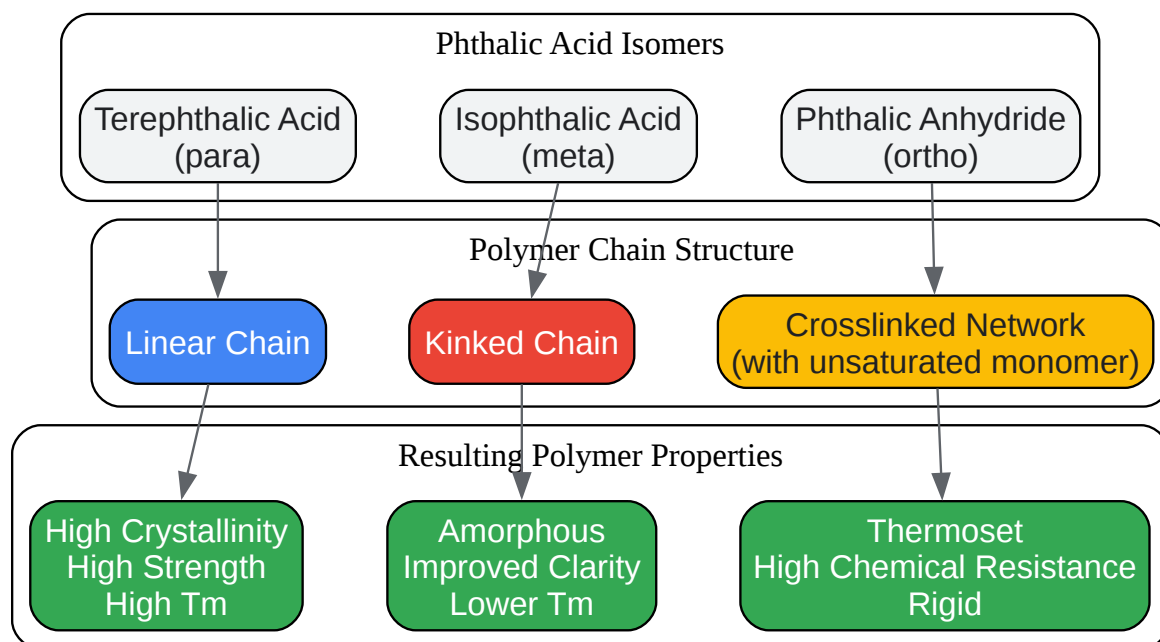 Phthalic Acid Isomers
Terephthalic Acid
(para)
Isophthalic Acid
(meta)
Phthalic Anhydride
(ortho)
Polymer Chain Structure
Linear Chain
Kinked Chain
Crosslinked Network
(with unsaturated monomer)
Resulting Polymer Properties
High Crystallinity
High Strength
High Tm
Amorphous
Improved Clarity
Lower Tm
Thermoset
High Chemical Resistance
Rigid